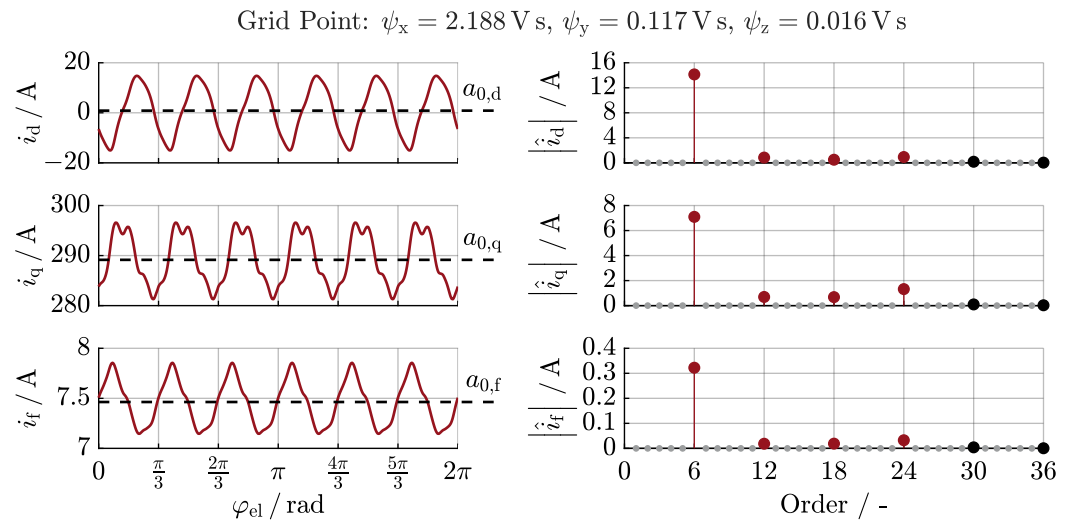 Grid Point: ψx = 2.188 V s, ψy = 0.117 V s, ψz = 0.016 V s
id / A
20
0
−20
a0,d
|îd| / A
16
12
8
4
0
iq / A
300
290
280
a0,q
|îq| / A
8
6
4
2
0
if / A
8
7.5
7
a0,f
|îf| / A
0.4
0.3
0.2
0.1
0
0 π/3 2π/3 π 4π/3 5π/3 2π
φel / rad
0 6 12 18 24 30 36
Order / -